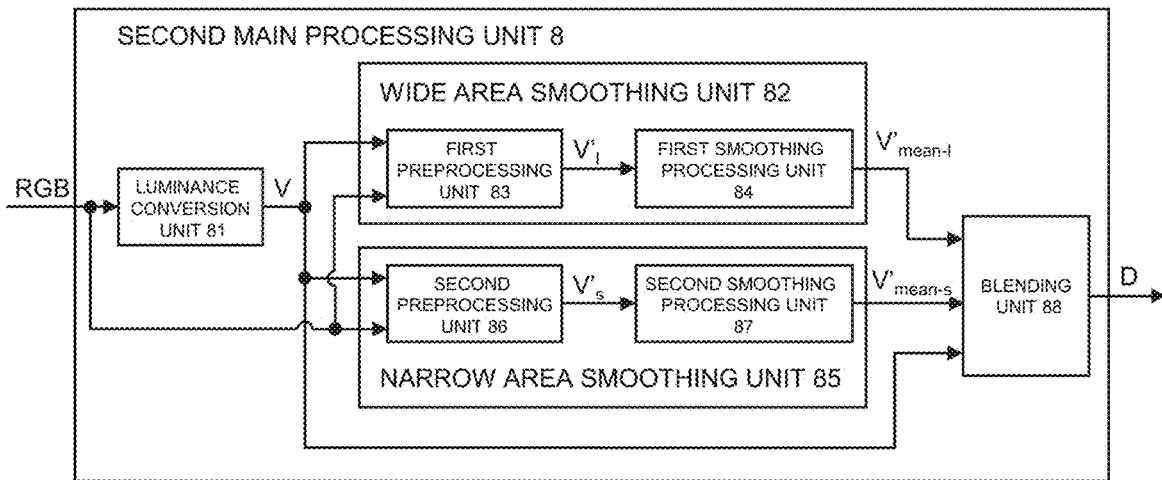 SECOND MAIN PROCESSING UNIT 8
WIDE AREA SMOOTHING UNIT 82
RGB
LUMINANCE
CONVERSION
UNIT 81
V
FIRST
PREPROCESSING
UNIT 83
V'l
FIRST SMOOTHING
PROCESSING UNIT
84
V'mean-l
SECOND
PREPROCESSING
UNIT 86
V's
SECOND SMOOTHING
PROCESSING UNIT
87
V'mean-s
NARROW AREA SMOOTHING UNIT 85
BLENDING
UNIT 88
D